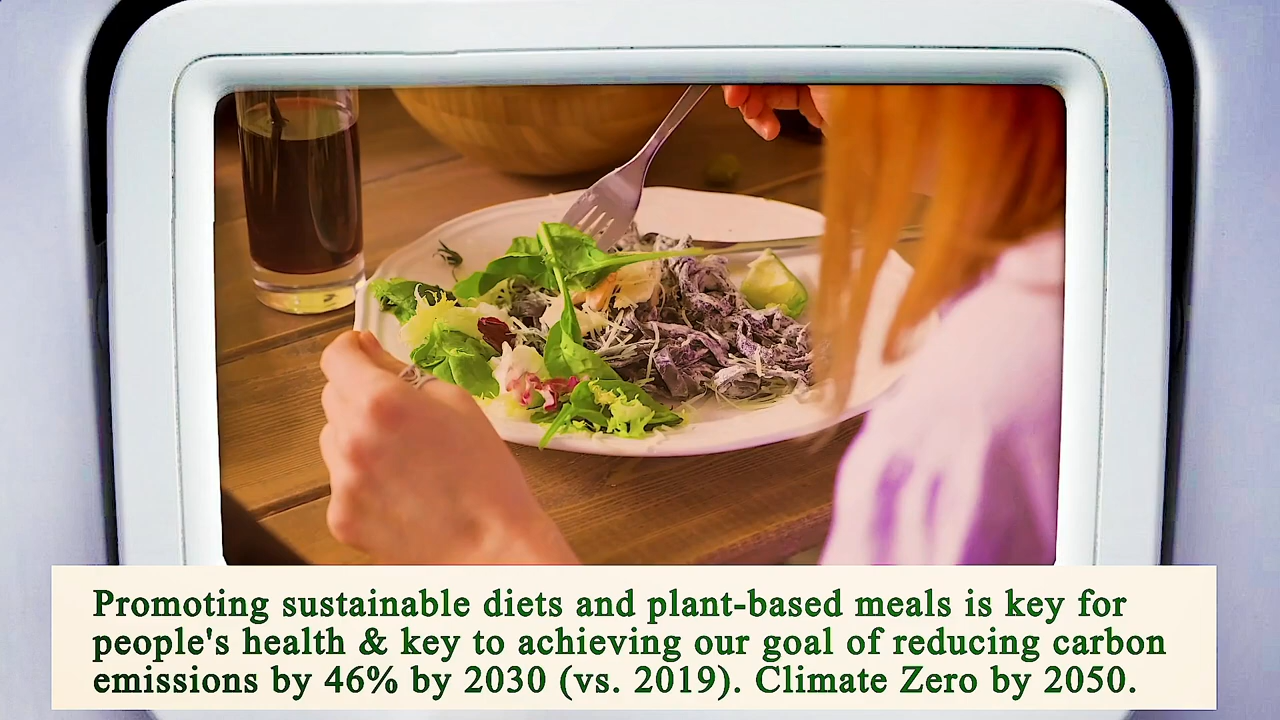 Promoting sustainable diets and plant-based meals is key for
people's health & key to achieving our goal of reducing carbon
emissions by 46% by 2030 (vs. 2019). Climate Zero by 2050.